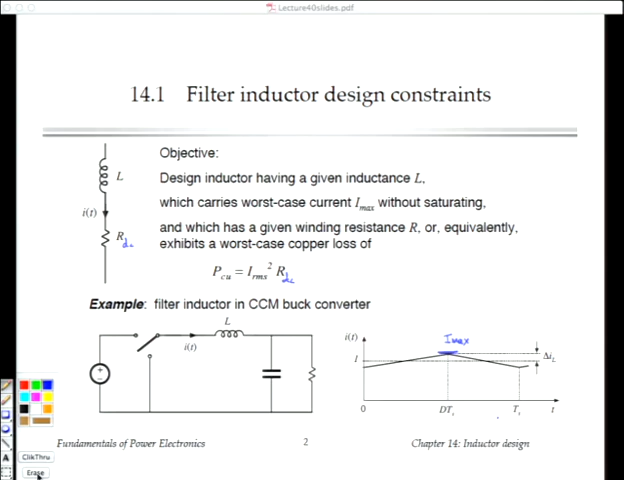 Lecture40slides.pdf
14.1 Filter inductor design constraints
Objective:
L
Design inductor having a given inductance L,
which carries worst-case current Imax without saturating,
i(t)
and which has a given winding resistance R, or, equivalently,
Rdc
exhibits a worst-case copper loss of
Pcu = Irms² Rdc
Example: filter inductor in CCM buck converter
L
i(t)
i(t)
Imax
I
ΔiL
0
DTs
Ts
t
Fundamentals of Power Electronics
2
Chapter 14: Inductor design
A
ClikThru
Erase